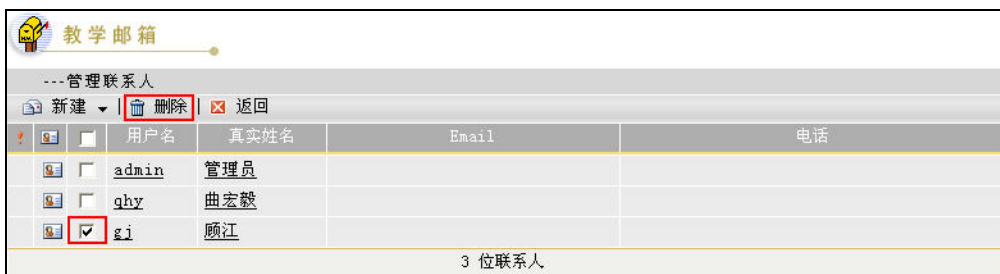 教学邮箱
---管理联系人
新建 | 删除 | 返回
用户名 真实姓名 Email 电话
admin 管理员
qhy 曲宏毅
gj 顾江
3 位联系人